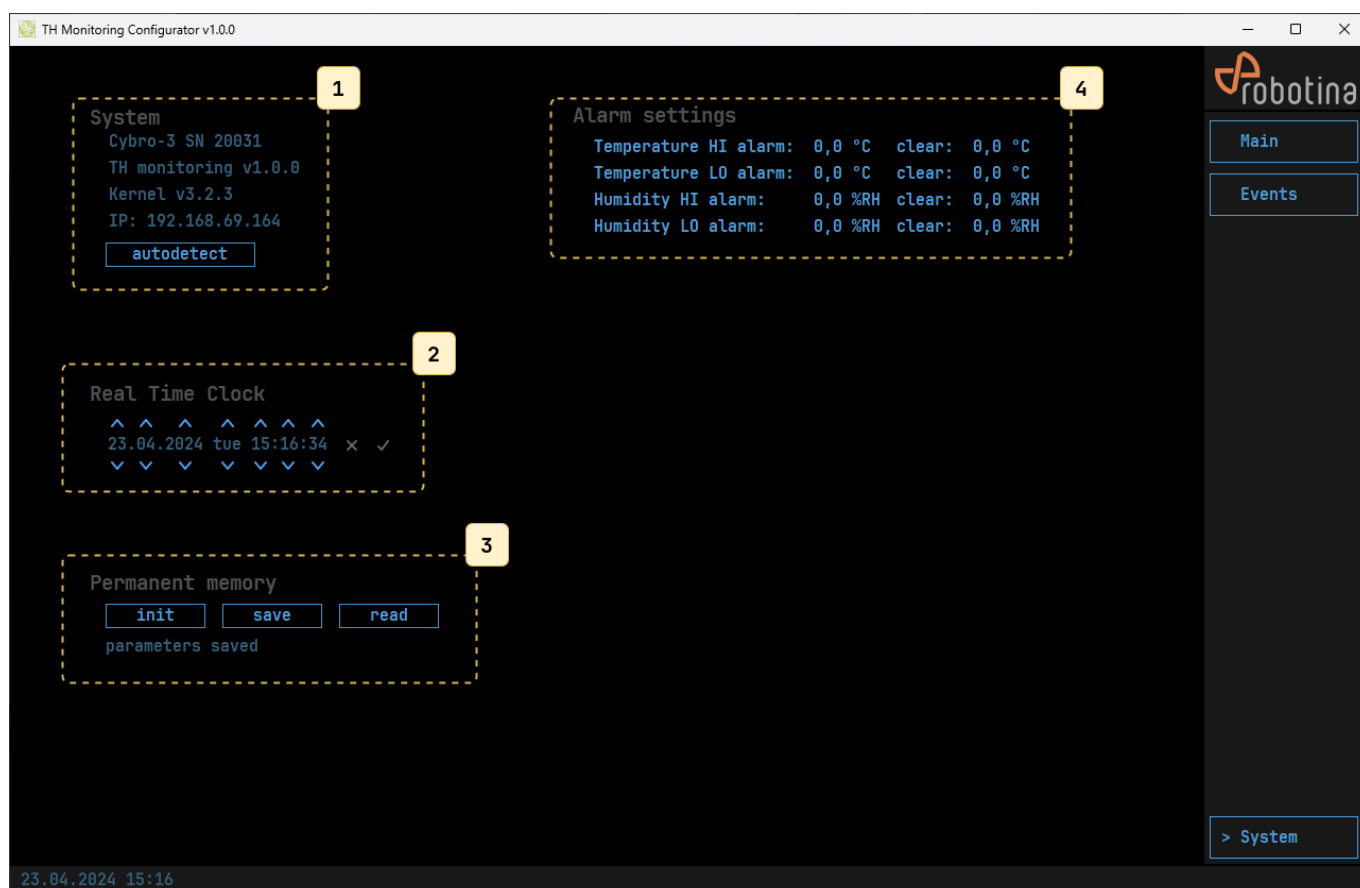 TH Monitoring Configurator v1.0.0
robotina
Main
Events
> System
1
System
Cybro-3 SN 20031
TH monitoring v1.0.0
Kernel v3.2.3
IP: 192.168.69.164
autodetect
2
Real Time Clock
23.04.2024 tue 15:16:34
3
Permanent memory
init save read
parameters saved
4
Alarm settings
Temperature HI alarm: 0,0 °C clear: 0,0 °C
Temperature LO alarm: 0,0 °C clear: 0,0 °C
Humidity HI alarm: 0,0 %RH clear: 0,0 %RH
Humidity LO alarm: 0,0 %RH clear: 0,0 %RH
23.04.2024 15:16